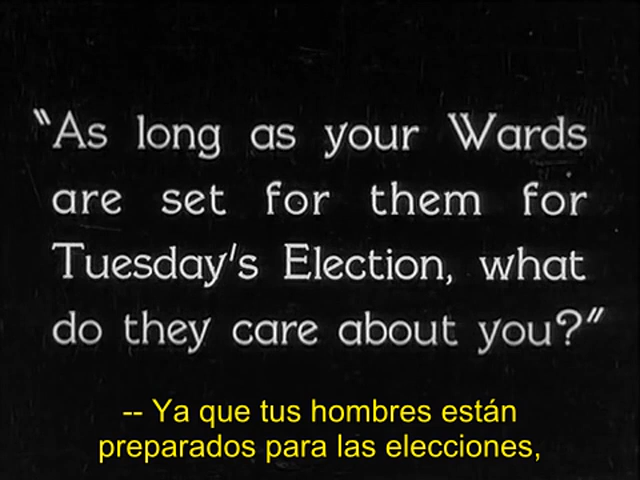 "As long as your Wards
are set for them for
Tuesday's Election, what
do they care about you?"
-- Ya que tus hombres están
preparados para las elecciones,